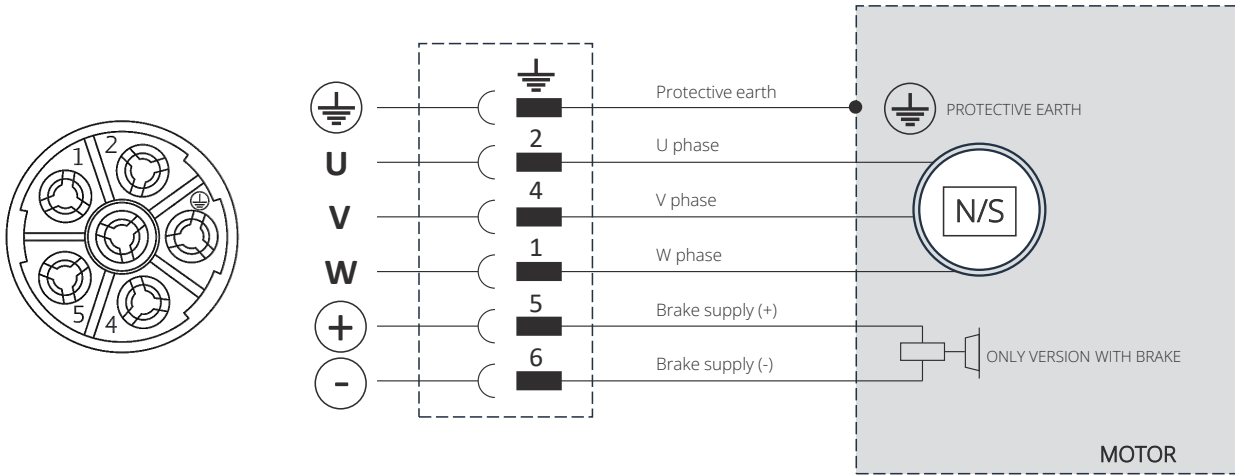 1 2
5 4
U
V
W
+
-
2
4
1
5
6
Protective earth
U phase
V phase
W phase
Brake supply (+)
Brake supply (-)
PROTECTIVE EARTH
N/S
ONLY VERSION WITH BRAKE
MOTOR